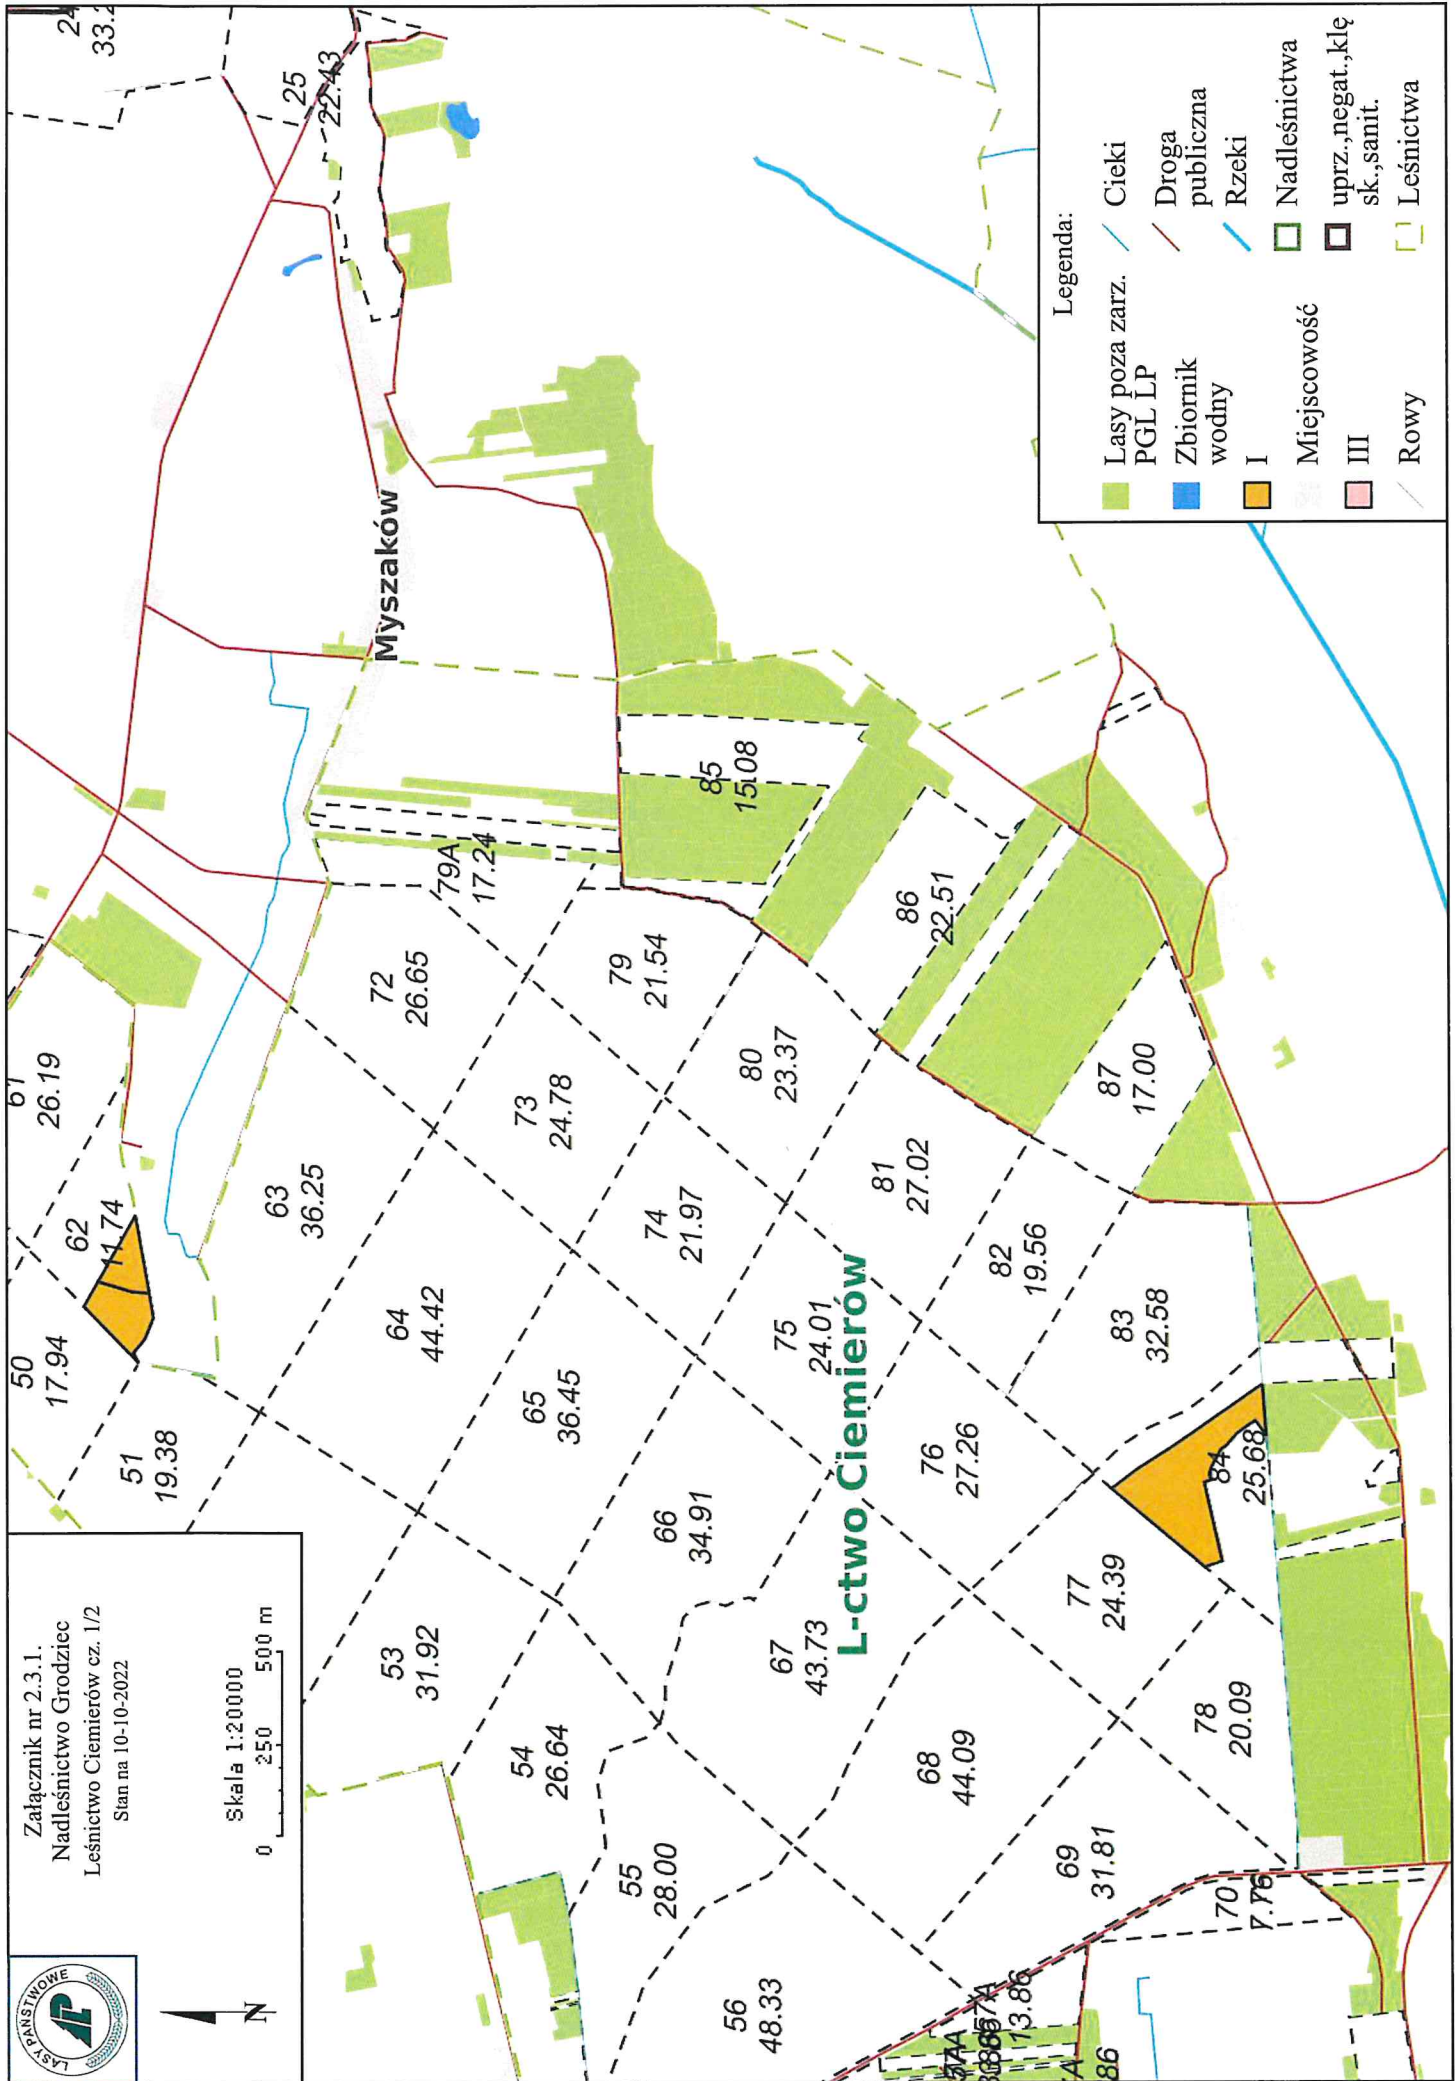 LASY PAŃSTWOWE
LP
N
Załącznik nr 2.3.1.
Nadleśnictwo Grodziec
Leśnictwo Ciemierów cz. 1/2
Stan na 10-10-2022
Skala 1:20000
0 250 500 m
50
17.94
62
11.74
61
26.19
25
22.43
51
19.38
63
36.25
53
31.92
64
44.42
72
26.65
79A
17.24
Myszaków
54
26.64
65
36.45
73
24.78
79
21.54
85
15.08
55
28.00
66
34.91
74
21.97
80
23.37
56
48.33
67
43.73
75
24.01
81
27.02
86
22.51
L-ctwo Ciemierów
68
44.09
76
27.26
82
19.56
57A
13.86
69
31.81
77
24.39
83
32.58
87
17.00
70
7.76
78
20.09
84
25.68
Legenda:
Lasy poza zarz.
PGL LP
Zbiornik
wodny
I
Miejscowość
III
Rowy
Cieki
Droga
publiczna
Rzeki
Nadleśnictwa
uprz.,negat.,klę
sk.,sanit.
Leśnictwa